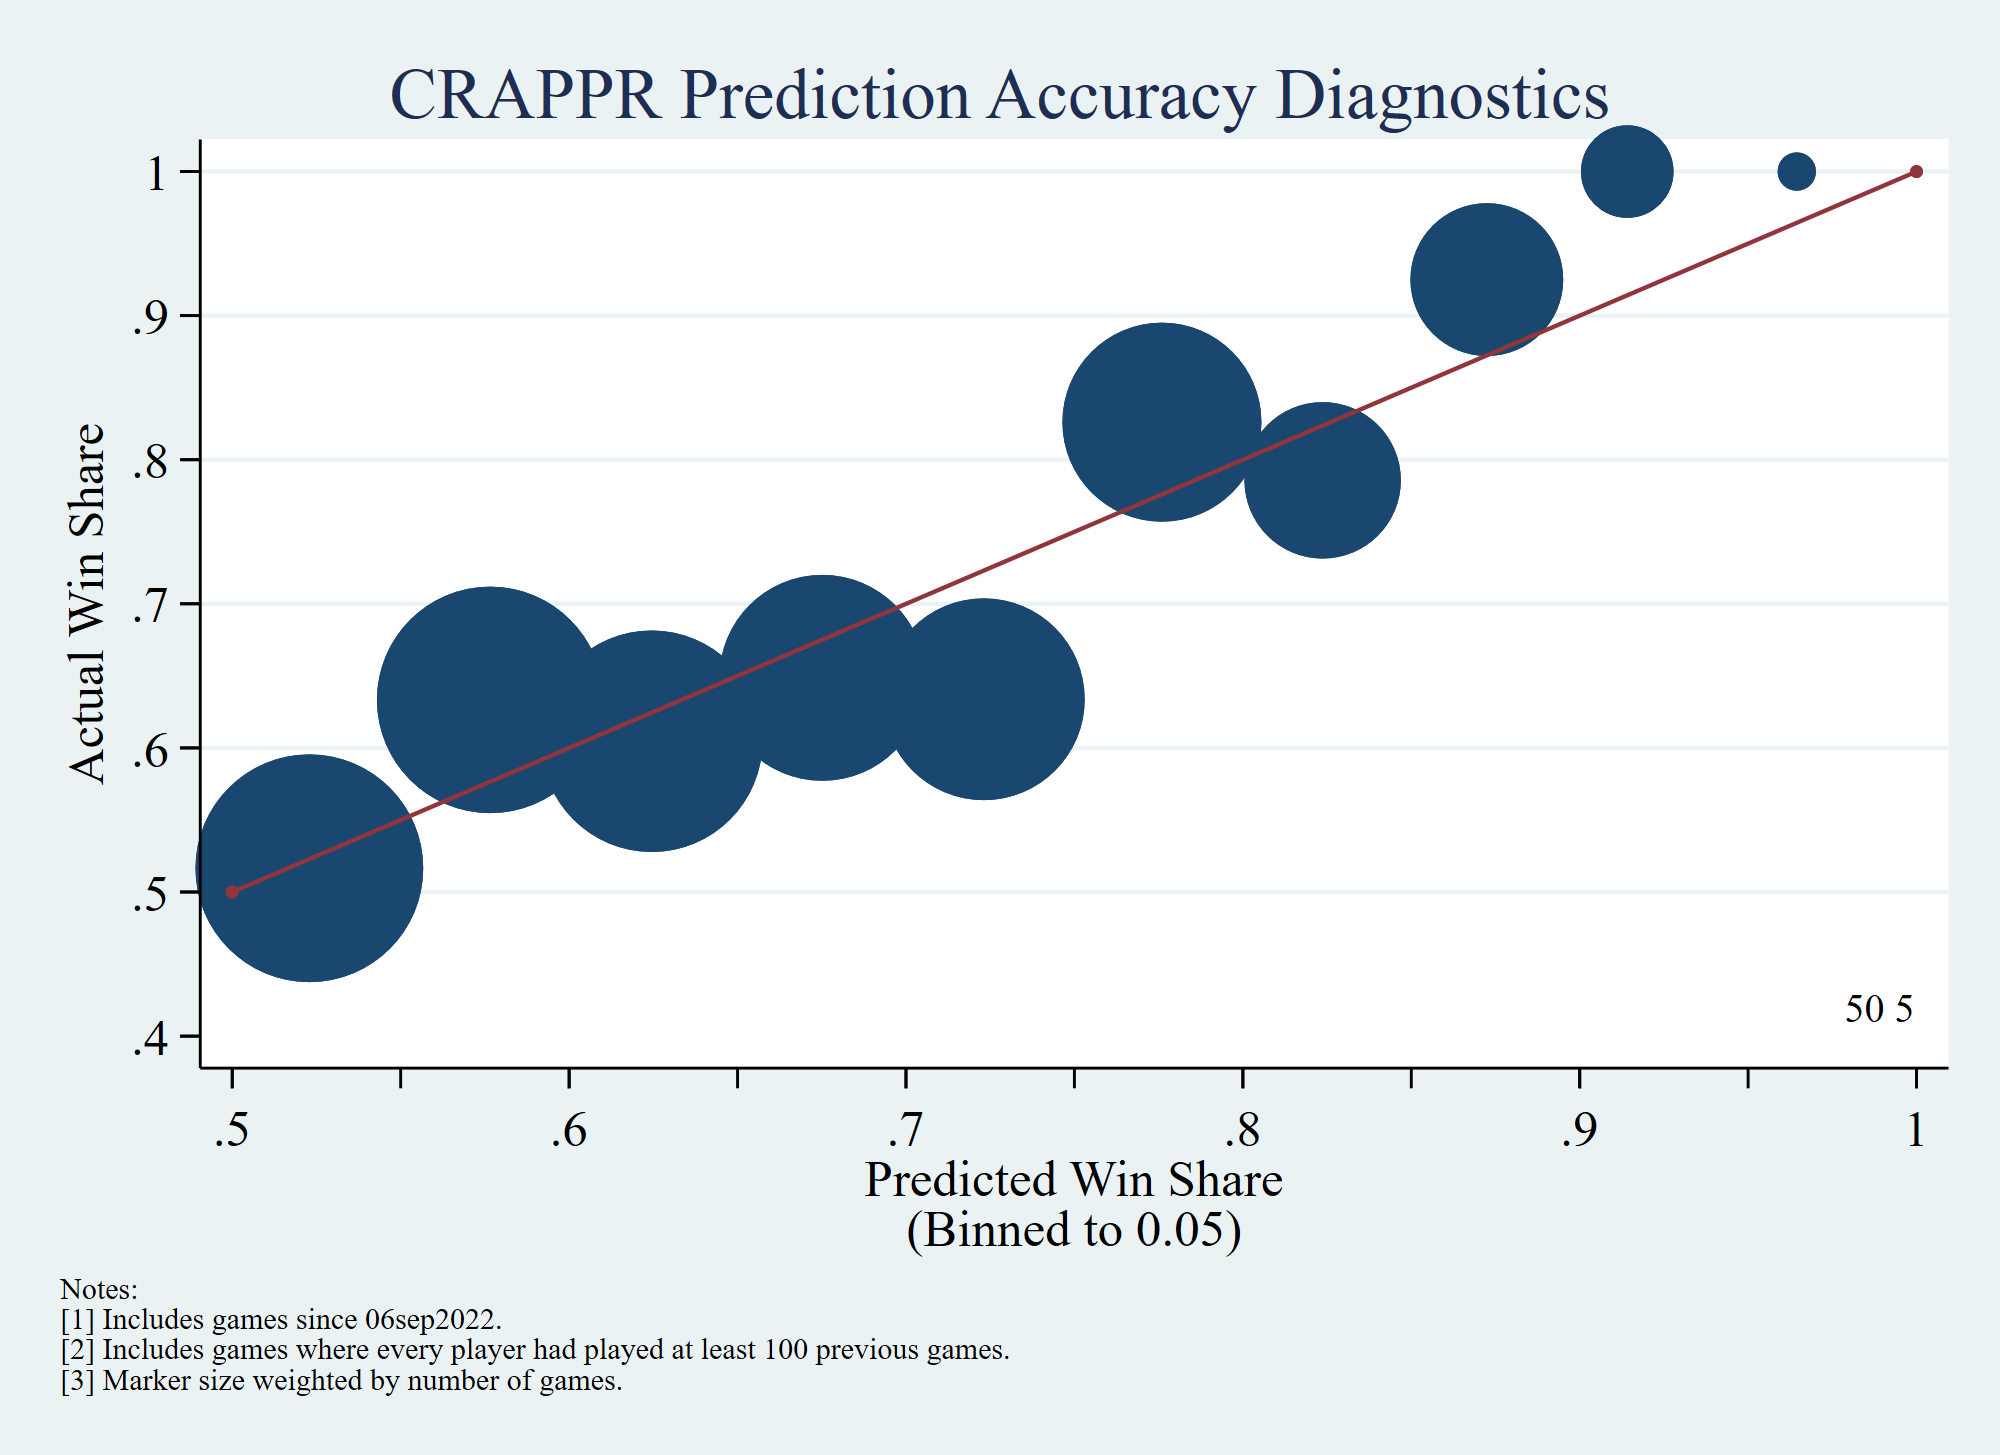 CRAPPR Prediction Accuracy Diagnostics
1
.9
.8
.7
.6
.5
.4
Actual Win Share
50 5
.5 .6 .7 .8 .9 1
Predicted Win Share
(Binned to 0.05)
Notes:
[1] Includes games since 06sep2022.
[2] Includes games where every player had played at least 100 previous games.
[3] Marker size weighted by number of games.